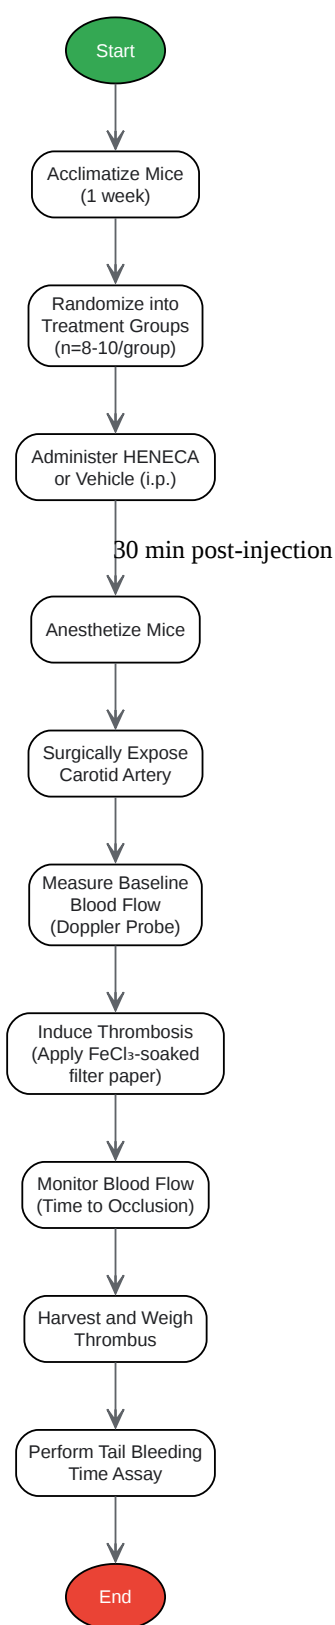 Start
Acclimatize Mice
(1 week)
Randomize into
Treatment Groups
(n=8-10/group)
Administer HENECA
or Vehicle (i.p.)
30 min post-injection
Anesthetize Mice
Surgically Expose
Carotid Artery
Measure Baseline
Blood Flow
(Doppler Probe)
Induce Thrombosis
(Apply FeCl₃-soaked
filter paper)
Monitor Blood Flow
(Time to Occlusion)
Harvest and Weigh
Thrombus
Perform Tail Bleeding
Time Assay
End